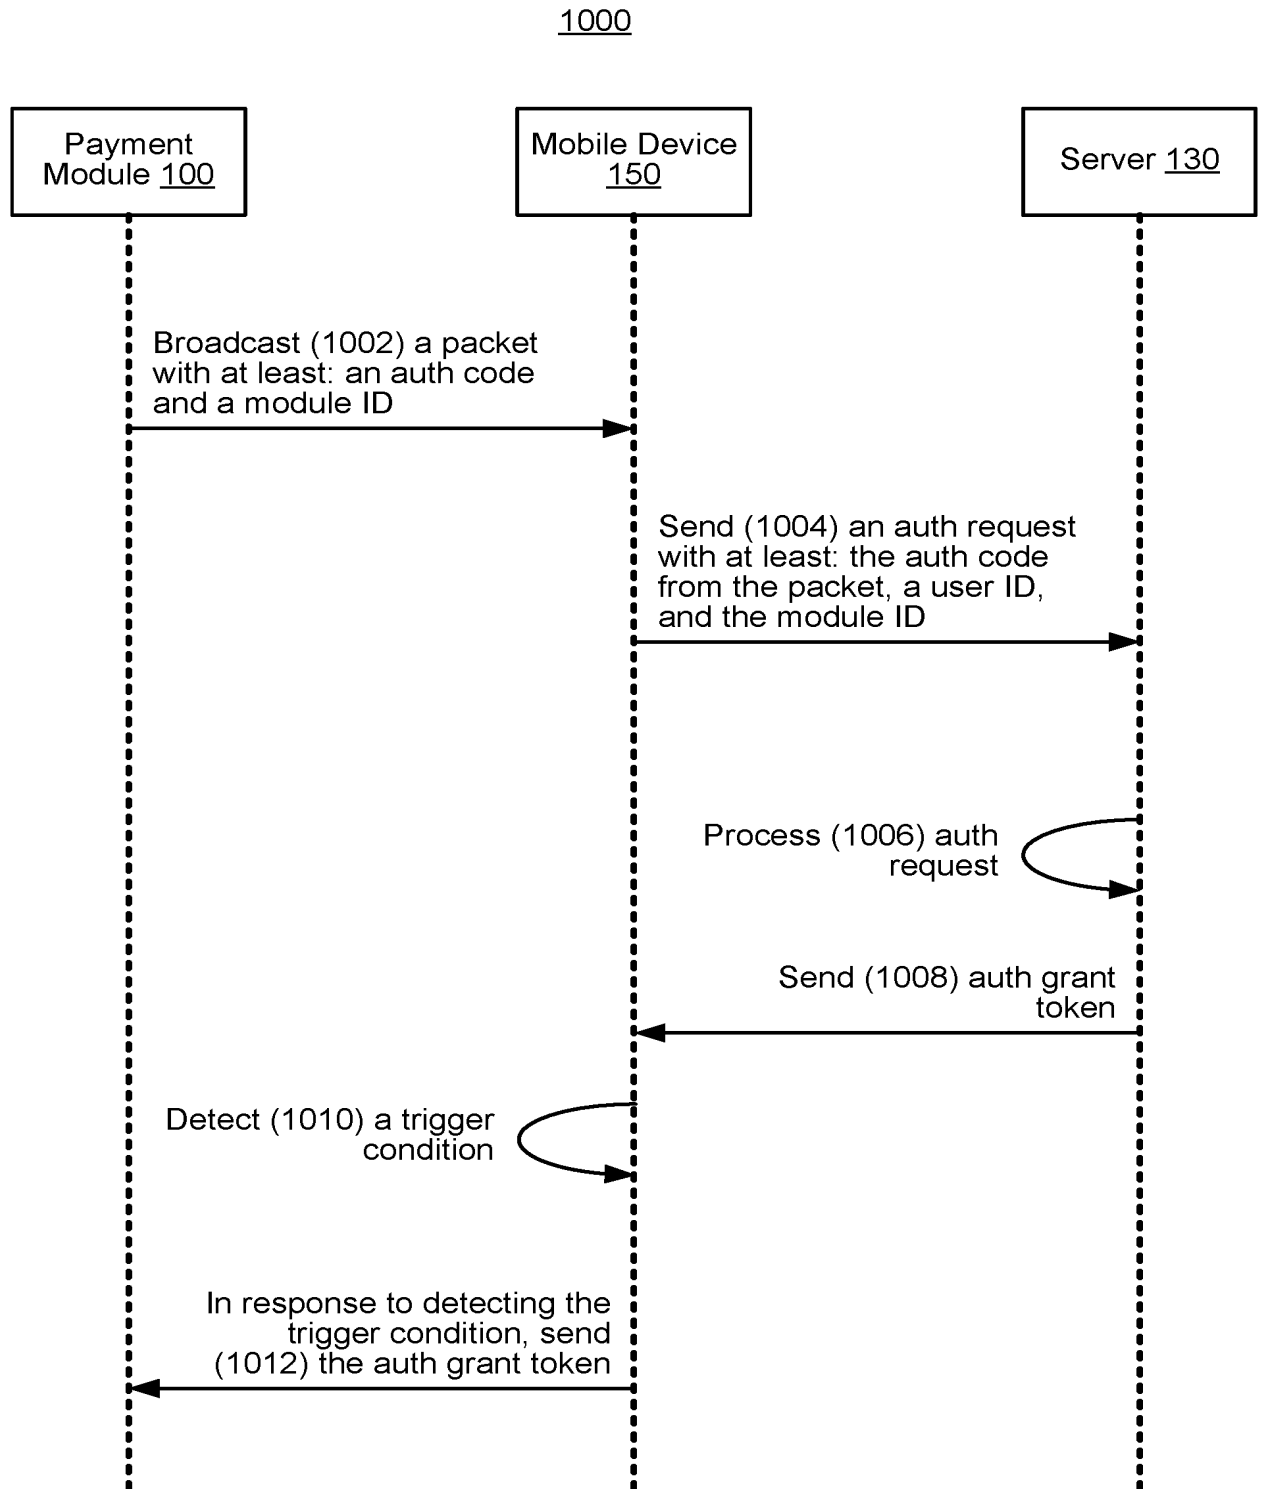 1000
Payment
Module 100
Mobile Device
150
Server 130
Broadcast (1002) a packet
with at least: an auth code
and a module ID
Send (1004) an auth request
with at least: the auth code
from the packet, a user ID,
and the module ID
Process (1006) auth
request
Send (1008) auth grant
token
Detect (1010) a trigger
condition
In response to detecting the
trigger condition, send
(1012) the auth grant token